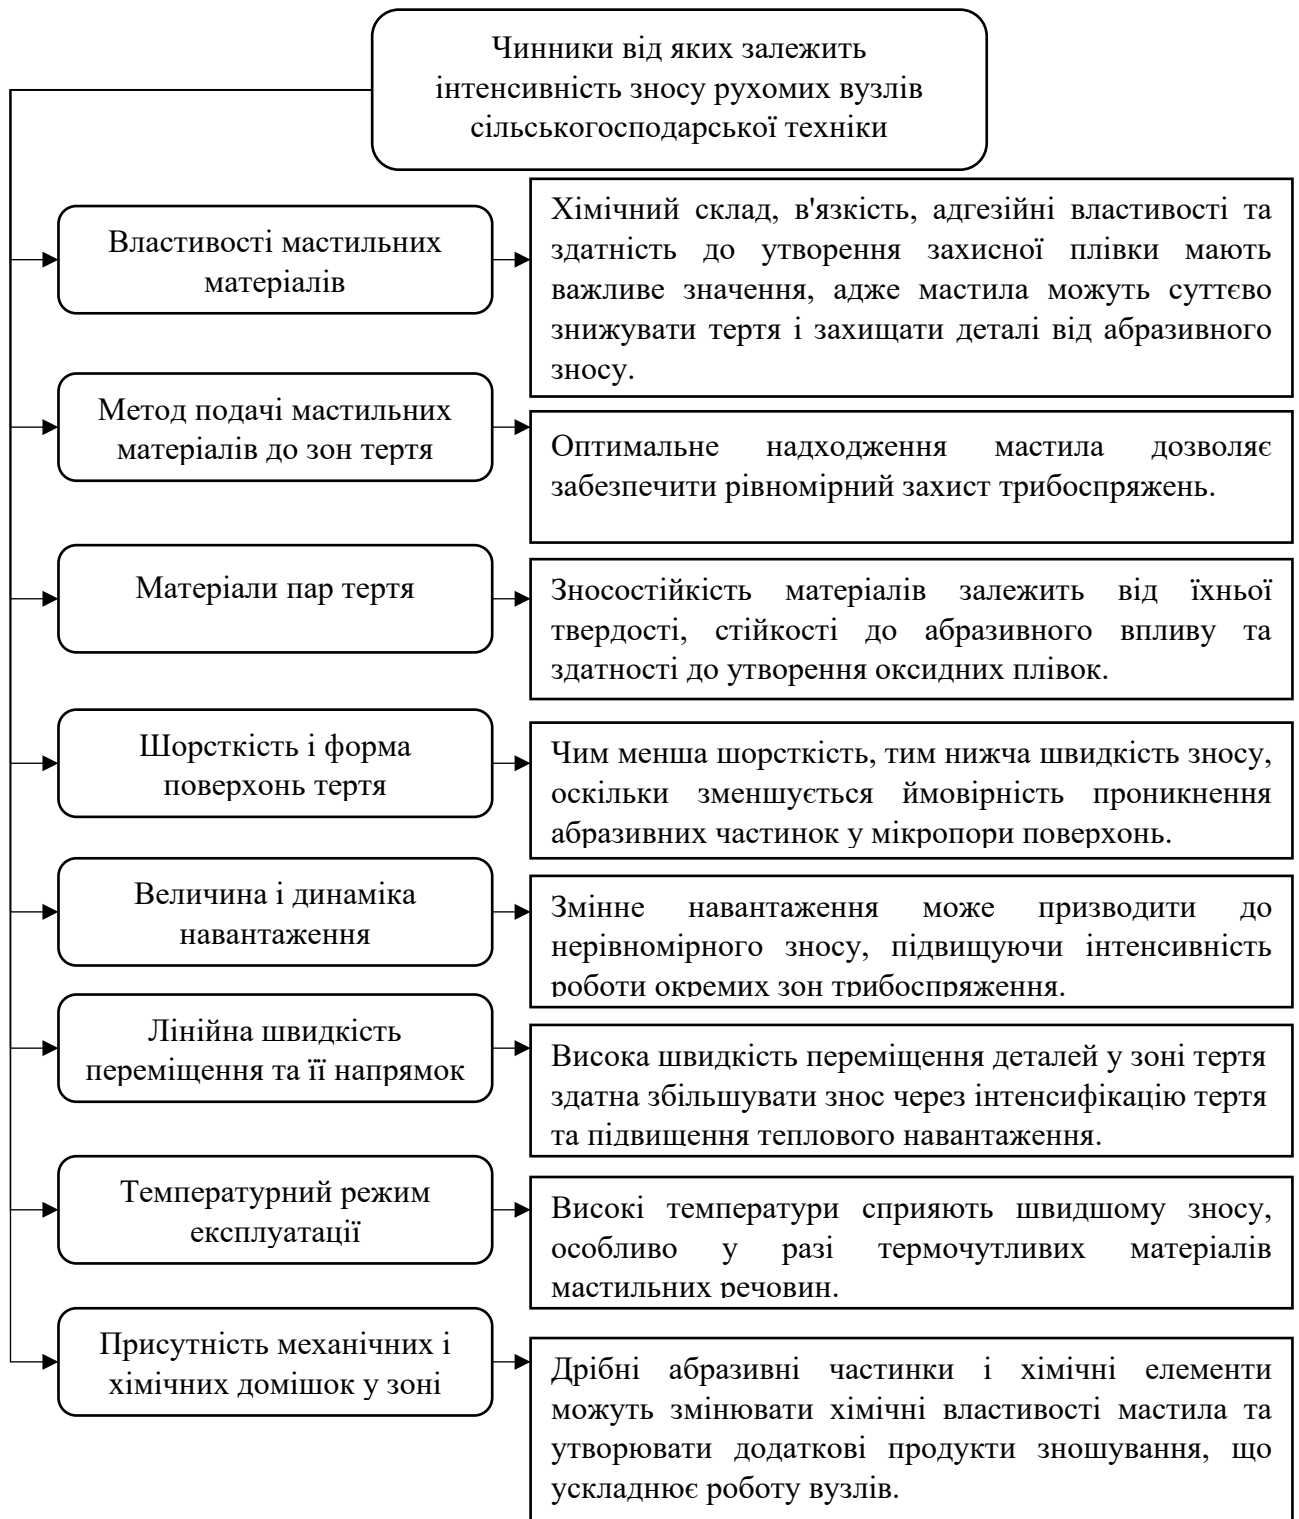 Чинники від яких залежить
інтенсивність зносу рухомих вузлів
сільськогосподарської техніки
Властивості мастильних
матеріалів
Хімічний склад, в'язкість, адгезійні властивості та
здатність до утворення захисної плівки мають
важливе значення, адже мастила можуть суттєво
знижувати тертя і захищати деталі від абразивного
зносу.
Метод подачі мастильних
матеріалів до зон тертя
Оптимальне надходження мастила дозволяє
забезпечити рівномірний захист трибоспряжень.
Матеріали пар тертя
Зносостійкість матеріалів залежить від їхньої
твердості, стійкості до абразивного впливу та
здатності до утворення оксидних плівок.
Шорсткість і форма
поверхонь тертя
Чим менша шорсткість, тим нижча швидкість зносу,
оскільки зменшується ймовірність проникнення
абразивних частинок у мікропори поверхонь.
Величина і динаміка
навантаження
Змінне навантаження може призводити до
нерівномірного зносу, підвищуючи інтенсивність
роботи окремих зон трибоспряження.
Лінійна швидкість
переміщення та її напрямок
Висока швидкість переміщення деталей у зоні тертя
здатна збільшувати знос через інтенсифікацію тертя
та підвищення теплового навантаження.
Температурний режим
експлуатації
Високі температури сприяють швидшому зносу,
особливо у разі термочутливих матеріалів
мастильних речовин.
Присутність механічних і
хімічних домішок у зоні
Дрібні абразивні частинки і хімічні елементи
можуть змінювати хімічні властивості мастила та
утворювати додаткові продукти зношування, що
ускладнює роботу вузлів.